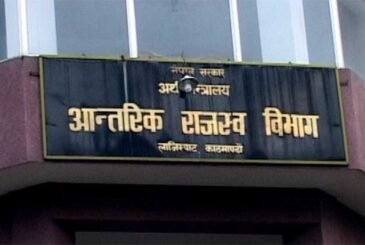 नेपाल सरकार
अर्थ मन्त्रालय
आन्तरिक राजस्व विभाग
लाजिम्पाट, काठमाण्डौ